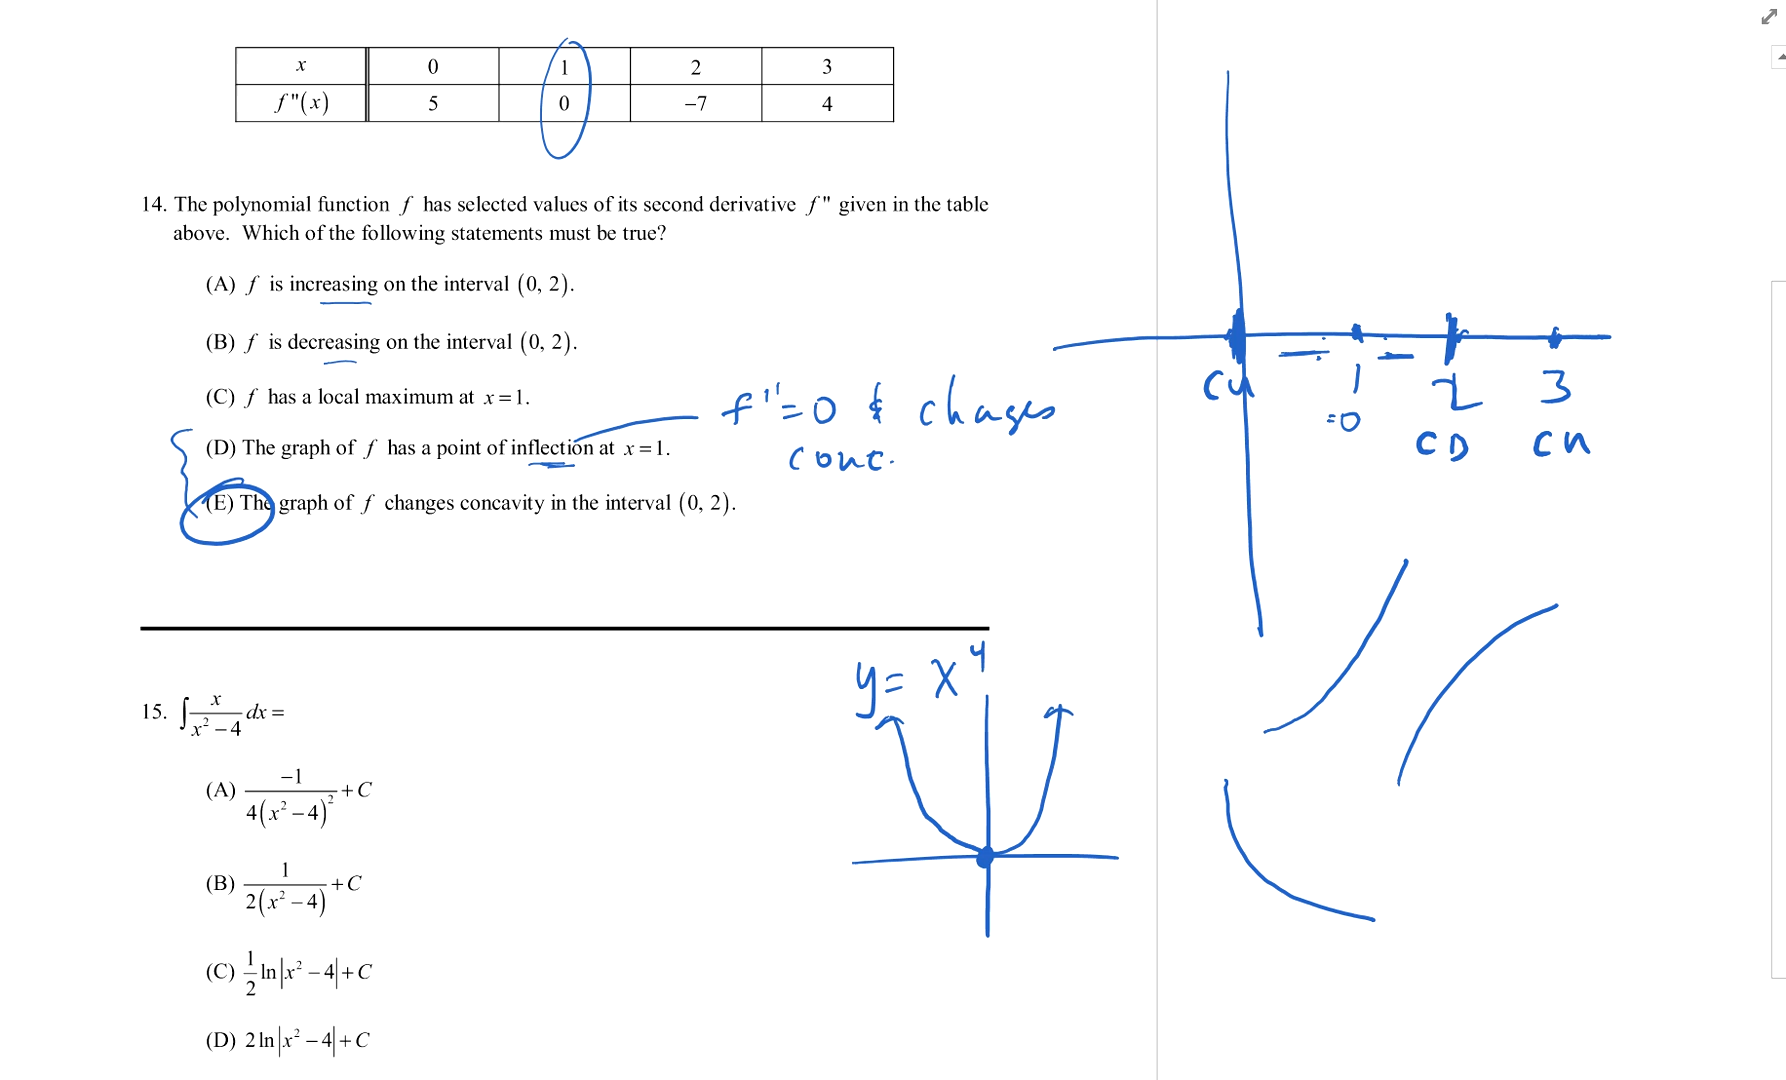 x 0 1 2 3
f "(x) 5 0 −7 4
14. The polynomial function f has selected values of its second derivative f " given in the table
above. Which of the following statements must be true?
(A) f is increasing on the interval (0, 2).
(B) f is decreasing on the interval (0, 2).
(C) f has a local maximum at x = 1.
(D) The graph of f has a point of inflection at x = 1.
(E) The graph of f changes concavity in the interval (0, 2).
f''=0 & chages
conc.
1 2 3
=0
CU CD CU
15. ∫ x/(x² − 4) dx =
(A) −1/(4(x² − 4)²) + C
(B) 1/(2(x² − 4)) + C
(C) 1/2 ln|x² − 4| + C
(D) 2 ln|x² − 4| + C
y = x⁴